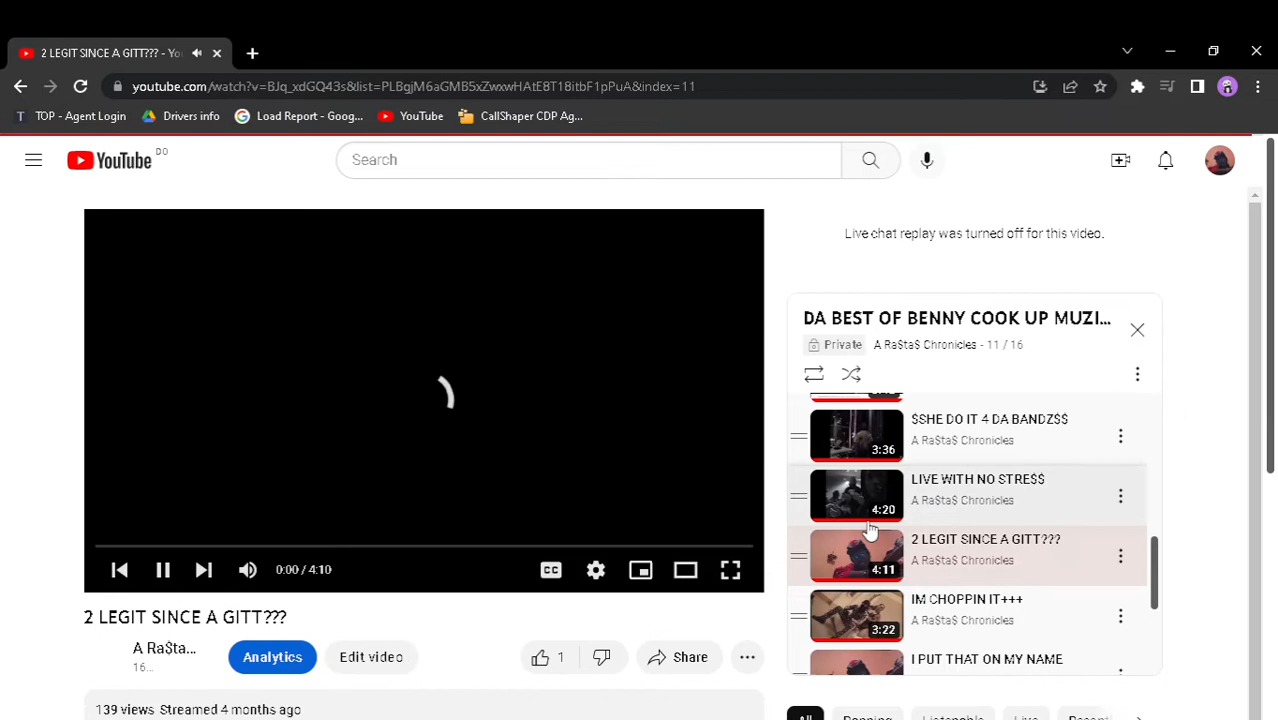 2 LEGIT SINCE A GITT??? - Yo
youtube.com/watch?v=BJq_xdGQ43s&list=PLBgjM6aGMB5xZwxwHAtE8T18itbF1pPuA&index=11
TOP - Agent Login
Drivers info
Load Report - Goog...
YouTube
CallShaper CDP Ag...
YouTube DO
Search
Live chat replay was turned off for this video.
DA BEST OF BENNY COOK UP MUZI...
Private A Ra$ta$ Chronicles - 11 / 16
$SHE DO IT 4 DA BANDZ$$
A Ra$ta$ Chronicles
3:36
LIVE WITH NO STRE$$
A Ra$ta$ Chronicles
4:20
2 LEGIT SINCE A GITT???
A Ra$ta$ Chronicles
4:11
IM CHOPPIN IT+++
A Ra$ta$ Chronicles
3:22
I PUT THAT ON MY NAME
CC
0:00 / 4:10
2 LEGIT SINCE A GITT???
A Ra$ta...
16...
Analytics
Edit video
1
Share
139 views Streamed 4 months ago
All
Listenable
Live